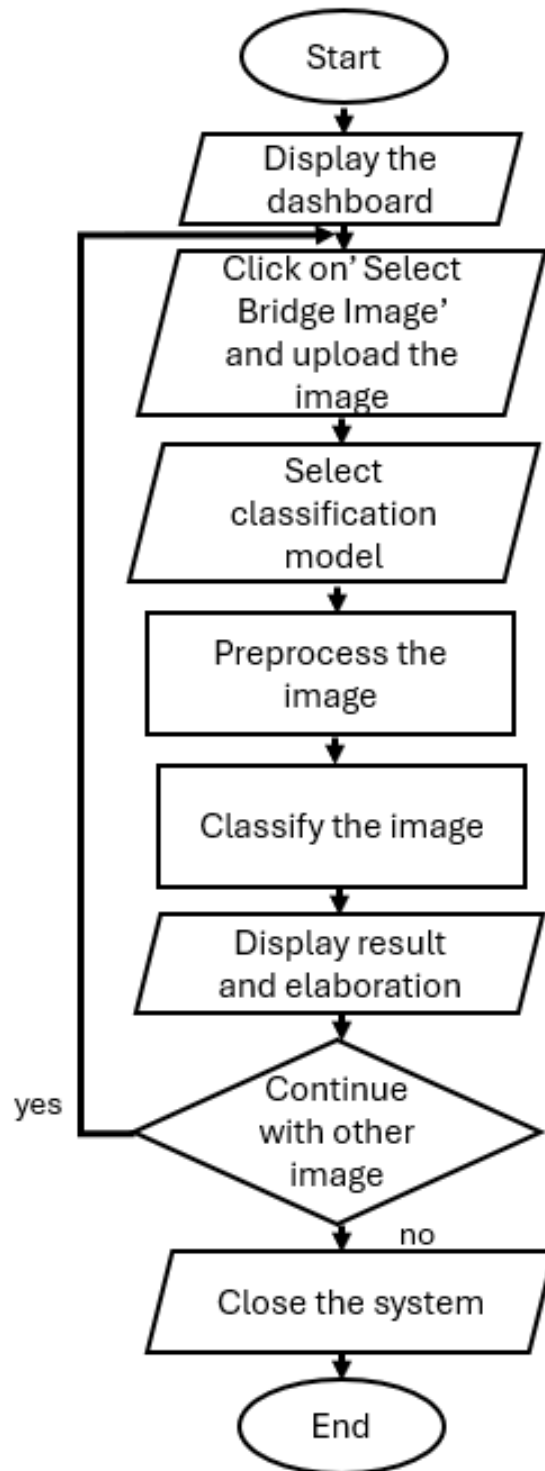 Start
Display the
dashboard
Click on’ Select
Bridge Image’
and upload the
image
Select
classification
model
Preprocess the
image
Classify the image
Display result
and elaboration
Continue
with other
image
yes
no
Close the system
End